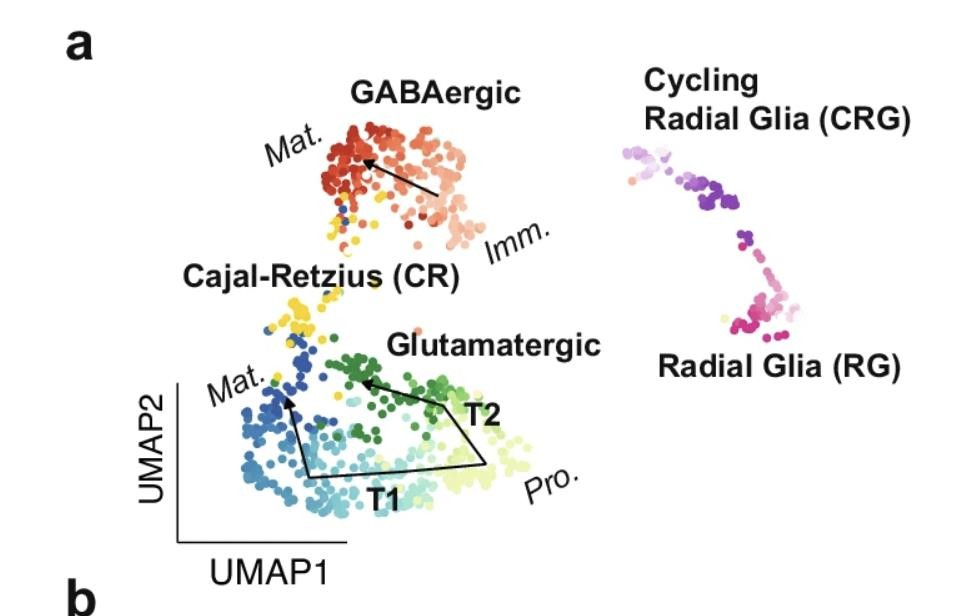 a
GABAergic
Cycling
Radial Glia (CRG)
Mat.
Imm.
Cajal-Retzius (CR)
Glutamatergic
Radial Glia (RG)
Mat.
T2
Pro.
T1
UMAP2
UMAP1
b